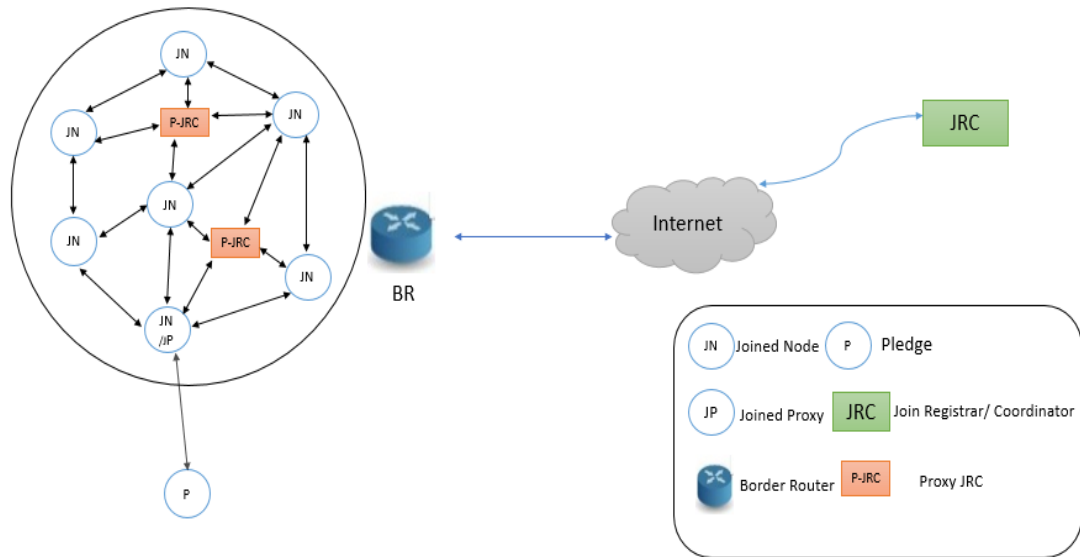 JN
P-JRC
JN
JN
JN
JN
P-JRC
JN
JN
/JP
P
BR
Internet
JRC
JN Joined Node P Pledge
JP Joined Proxy JRC Join Registrar/ Coordinator
Border Router P-JRC Proxy JRC